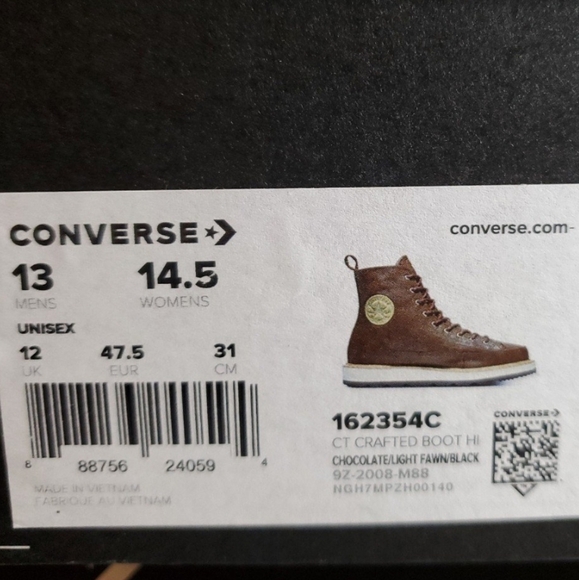 CONVERSE
converse.com-
13 14.5
MENS WOMENS
UNISEX
12 47.5 31
UK EUR CM
8 88756 24059 4
MADE IN VIETNAM
FABRIQUÉ AU VIETNAM
162354C
CT CRAFTED BOOT HI
CHOCOLATE/LIGHT FAWN/BLACK
9Z-2008-M88
NGH7MPZH00140
CONVERSE